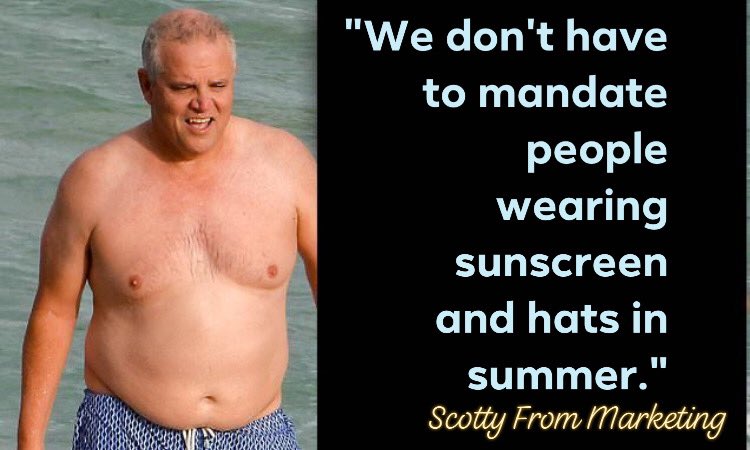 "We don't have
to mandate
people
wearing
sunscreen
and hats in
summer."
Scotty From Marketing